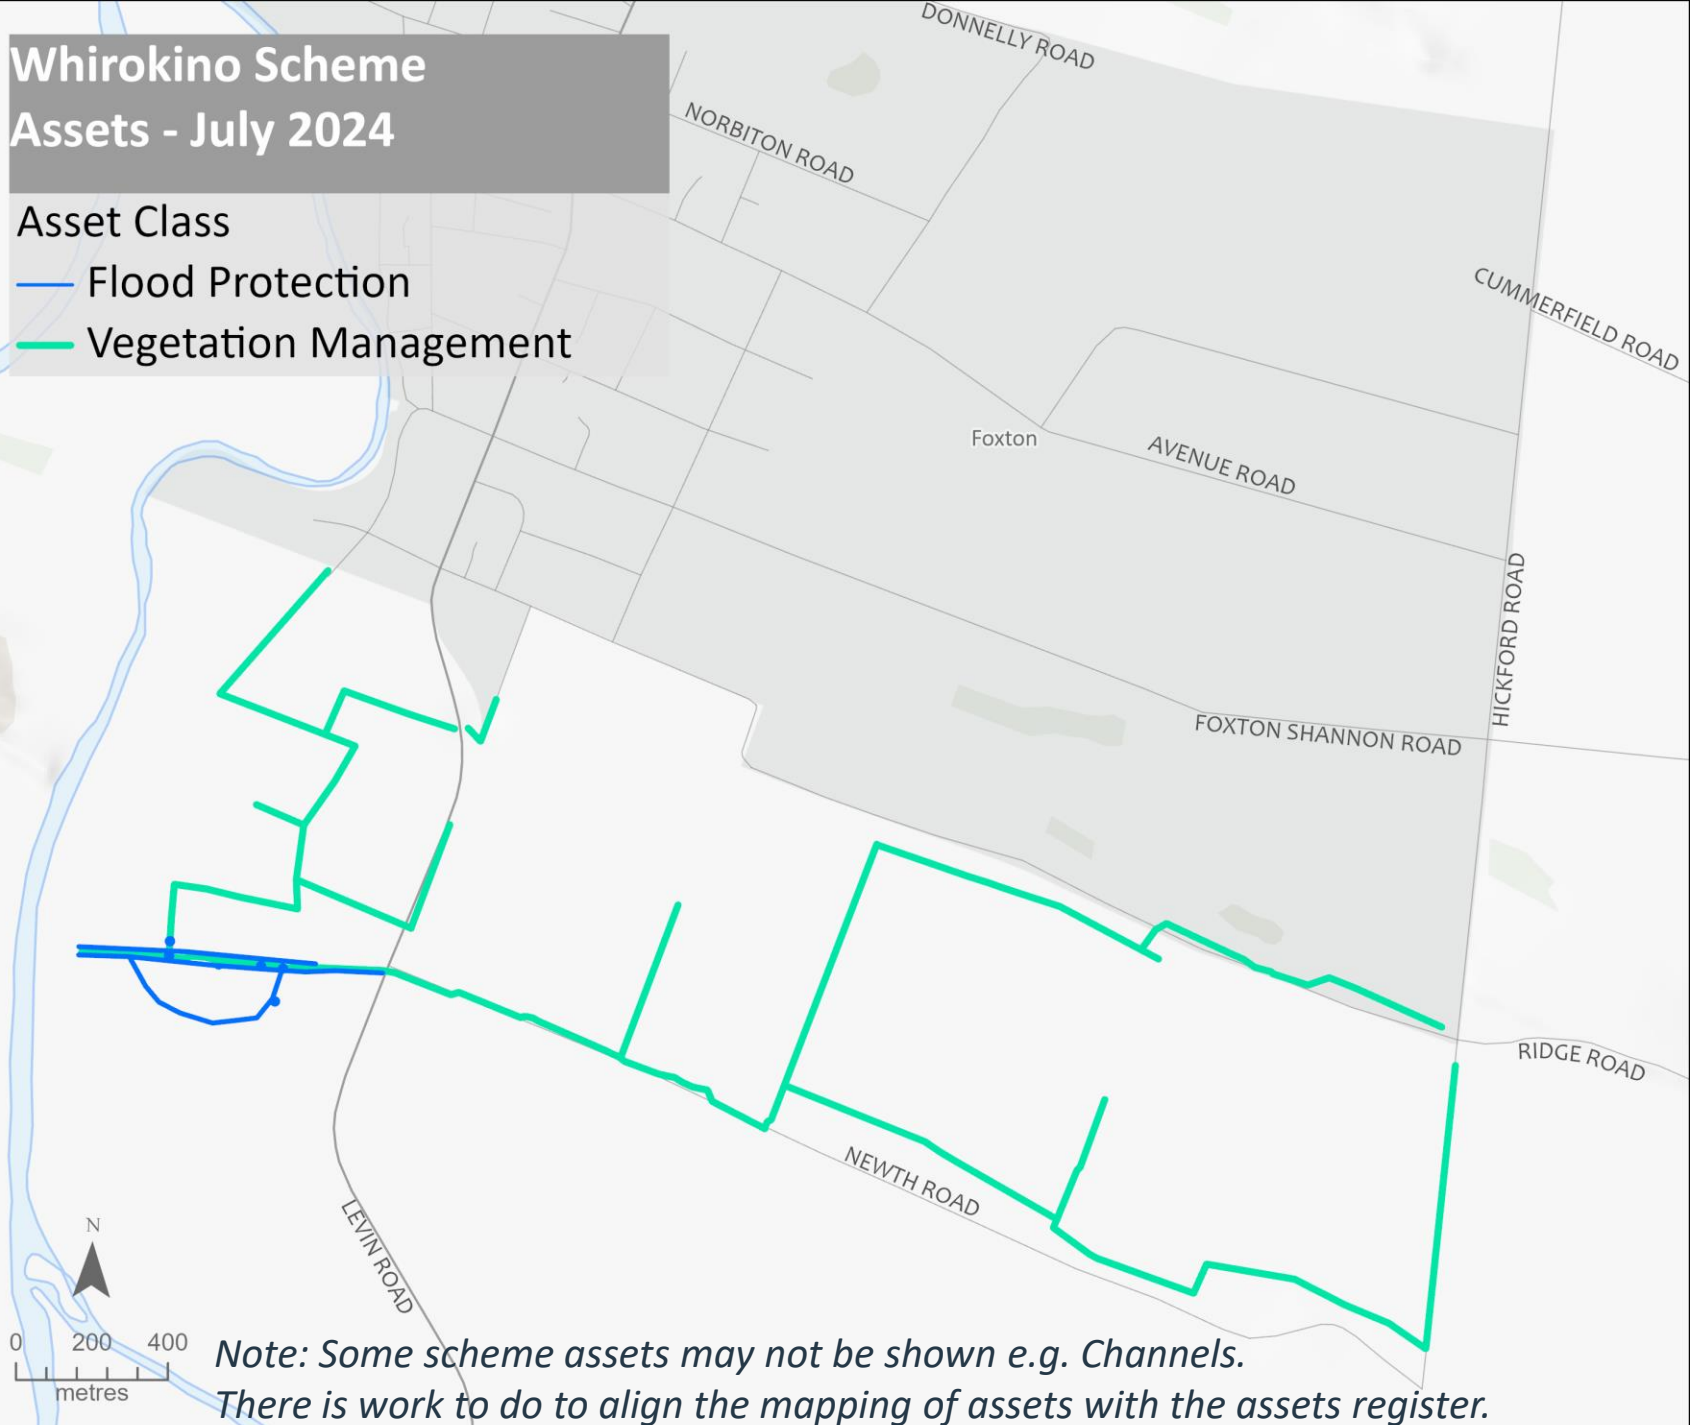 Whirokino Scheme
Assets - July 2024
Asset Class
Flood Protection
Vegetation Management
DONNELLY ROAD
NORBITON ROAD
CUMMERFIELD ROAD
Foxton
AVENUE ROAD
HICKFORD ROAD
FOXTON SHANNON ROAD
RIDGE ROAD
NEWTH ROAD
LEVIN ROAD
N
0 200 400
metres
Note: Some scheme assets may not be shown e.g. Channels.
There is work to do to align the mapping of assets with the assets register.